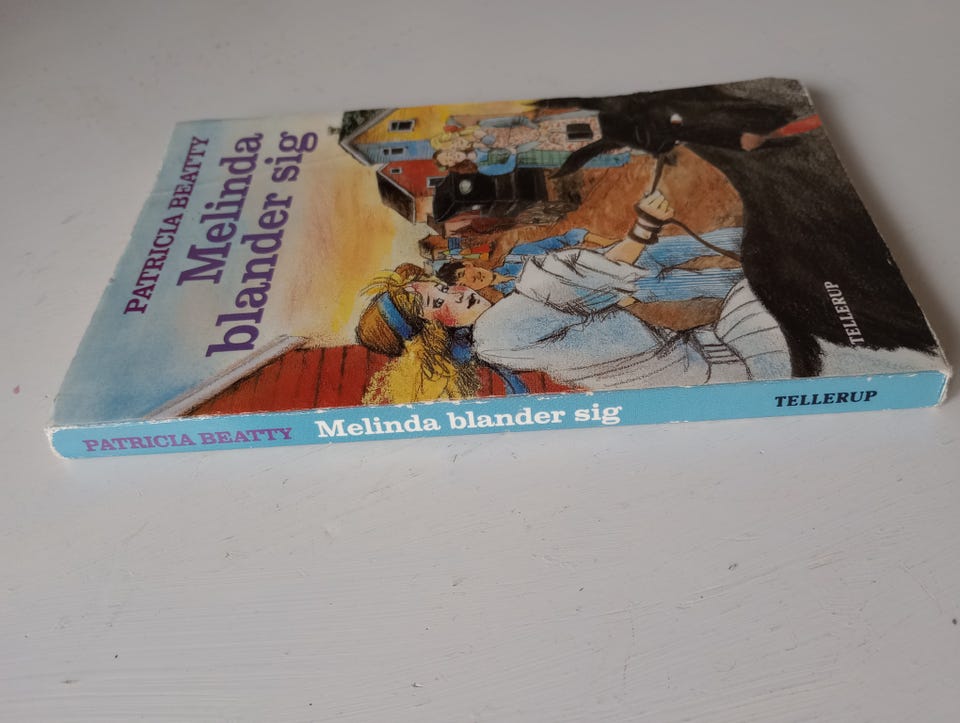 PATRICIA BEATTY
Melinda
blander sig
TELLERUP
PATRICIA BEATTY Melinda blander sig TELLERUP